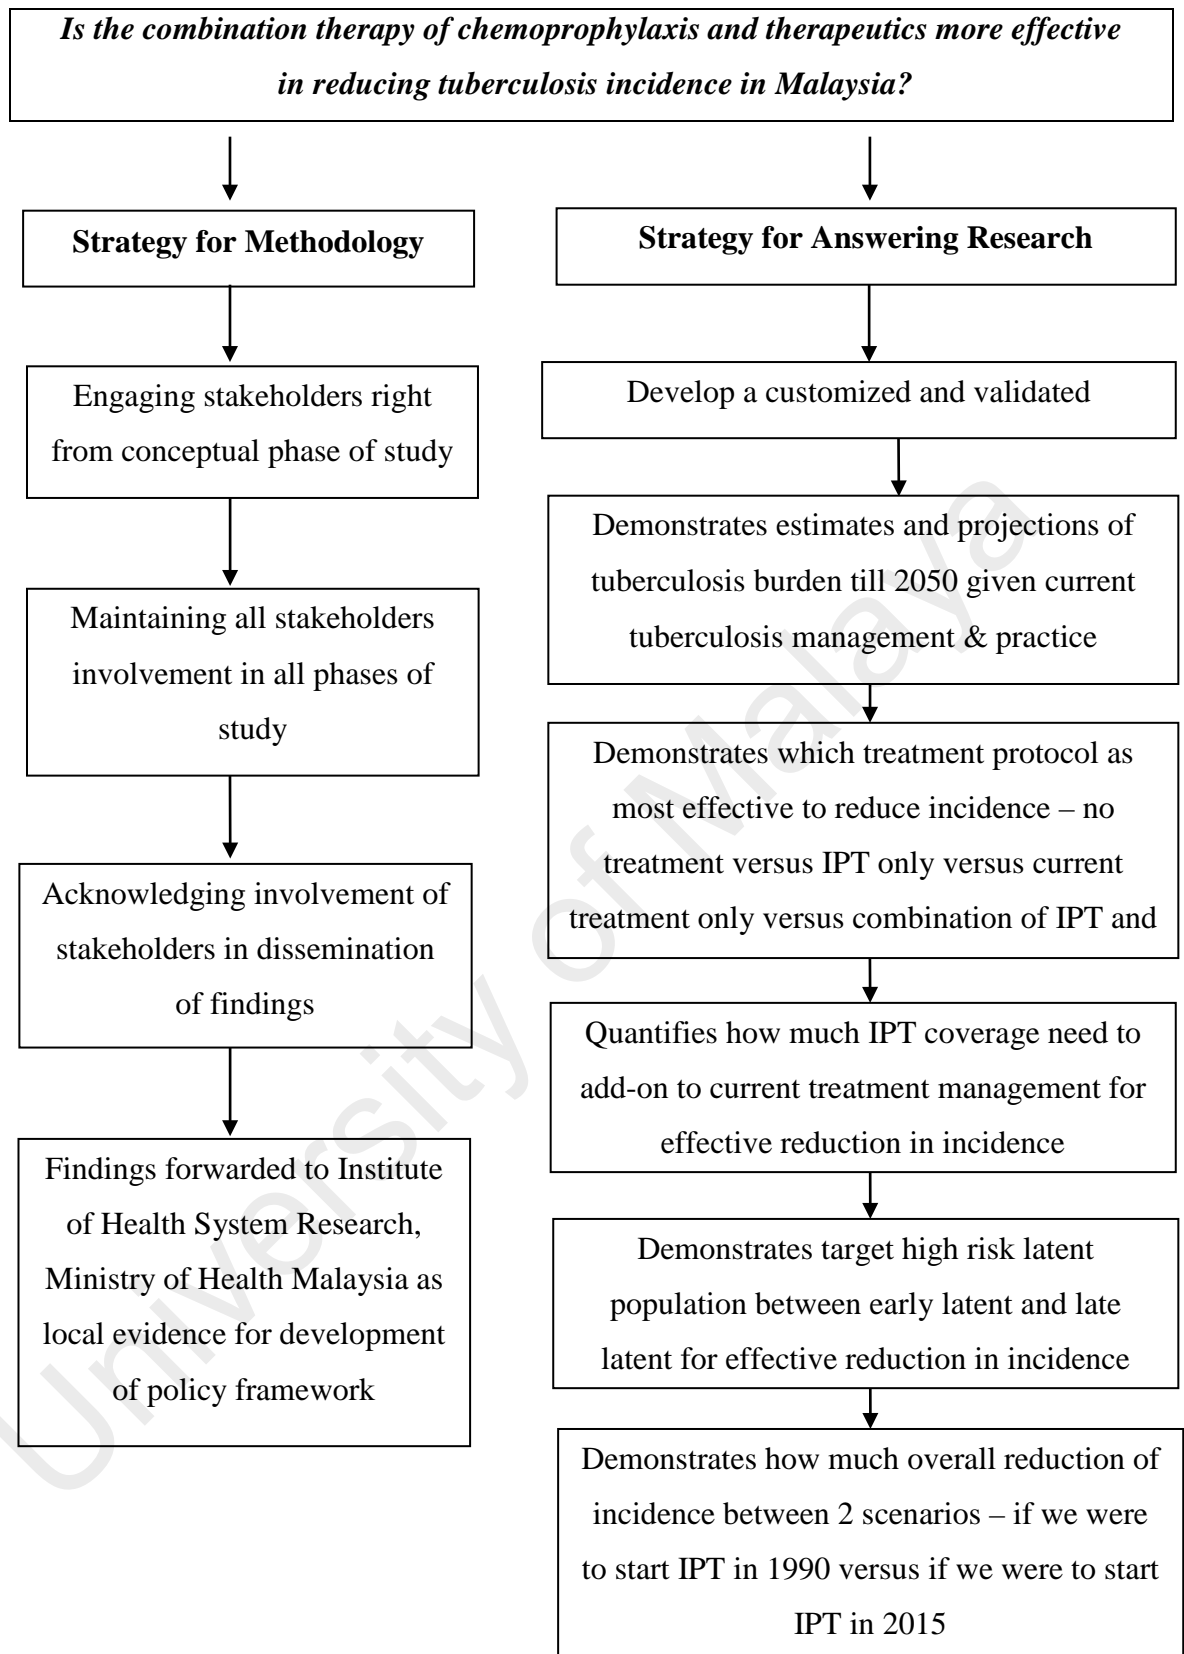 Is the combination therapy of chemoprophylaxis and therapeutics more effective
in reducing tuberculosis incidence in Malaysia?
Strategy for Methodology
Engaging stakeholders right
from conceptual phase of study
Maintaining all stakeholders
involvement in all phases of
study
Acknowledging involvement of
stakeholders in dissemination
of findings
Findings forwarded to Institute
of Health System Research,
Ministry of Health Malaysia as
local evidence for development
of policy framework
Strategy for Answering Research
Develop a customized and validated
Demonstrates estimates and projections of
tuberculosis burden till 2050 given current
tuberculosis management & practice
Demonstrates which treatment protocol as
most effective to reduce incidence – no
treatment versus IPT only versus current
treatment only versus combination of IPT and
Quantifies how much IPT coverage need to
add-on to current treatment management for
effective reduction in incidence
Demonstrates target high risk latent
population between early latent and late
latent for effective reduction in incidence
Demonstrates how much overall reduction of
incidence between 2 scenarios – if we were
to start IPT in 1990 versus if we were to start
IPT in 2015
University of Malaya